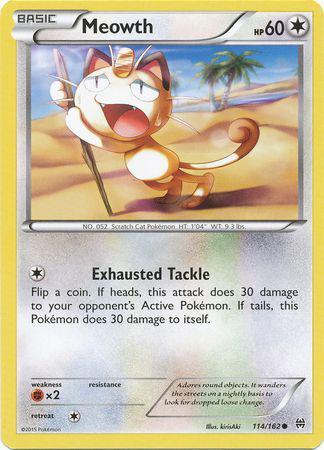 BASIC
Meowth
HP60
NO. 052 Scratch Cat Pokémon HT: 1'04" WT: 9.3 lbs.
Exhausted Tackle
Flip a coin. If heads, this attack does 30 damage
to your opponent's Active Pokémon. If tails, this
Pokémon does 30 damage to itself.
weakness
resistance
×2
retreat
Adores round objects. It wanders
the streets on a nightly basis to
look for dropped loose change.
©2015 Pokémon
Illus. kirisAki
114/162